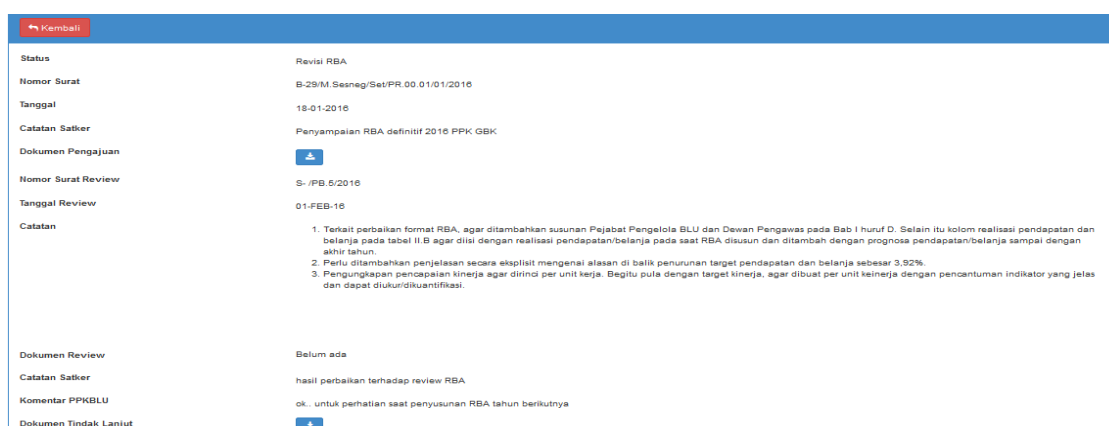 Kembali
Status Revisi RBA
Nomor Surat B-29/M.Sesneg/Set/PR.00.01/01/2016
Tanggal 18-01-2016
Catatan Satker Penyampaian RBA definitif 2016 PPK GBK
Dokumen Pengajuan
Nomor Surat Review S- /PB.5/2016
Tanggal Review 01-FEB-16
Catatan 1. Terkait perbaikan format RBA, agar ditambahkan susunan Pejabat Pengelola BLU dan Dewan Pengawas pada Bab I huruf D. Selain itu kolom realisasi pendapatan dan
belanja pada tabel II.B agar diisi dengan realisasi pendapatan/belanja pada saat RBA disusun dan ditambah dengan prognosa pendapatan/belanja sampai dengan
akhir tahun.
2. Perlu ditambahkan penjelasan secara eksplisit mengenai alasan di balik penurunan target pendapatan dan belanja sebesar 3,92%.
3. Pengungkapan pencapaian kinerja agar dirinci per unit kerja. Begitu pula dengan target kinerja, agar dibuat per unit keinerja dengan pencantuman indikator yang jelas
dan dapat diukur/dikuantifikasi.
Dokumen Review Belum ada
Catatan Satker hasil perbaikan terhadap review RBA
Komentar PPKBLU ok.. untuk perhatian saat penyusunan RBA tahun berikutnya
Dokumen Tindak Lanjut